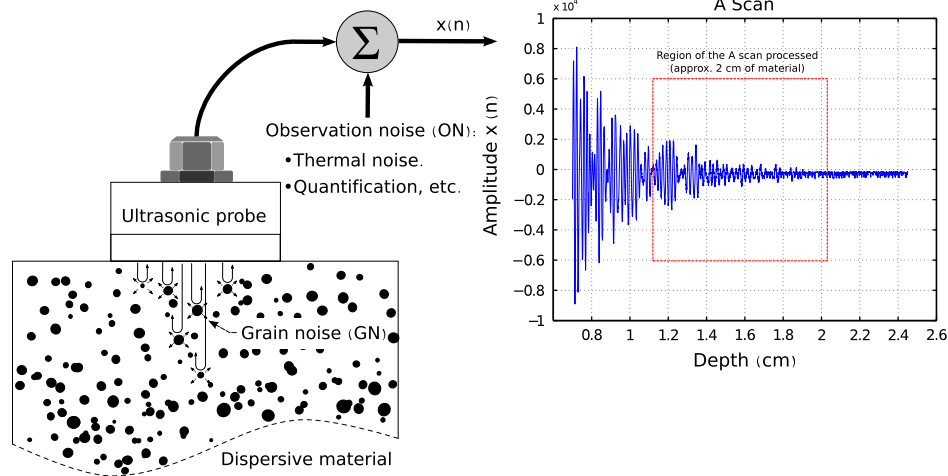 Σ
x(n)
Observation noise (ON):
•Thermal noise.
•Quantification, etc.
Ultrasonic probe
Grain noise (GN)
Dispersive material
A Scan
x 10⁴
Region of the A scan processed
(approx. 2 cm of material)
Amplitude x (n)
1
0.8
0.6
0.4
0.2
0
−0.2
−0.4
−0.6
−0.8
−1
0.8 1 1.2 1.4 1.6 1.8 2 2.2 2.4 2.6
Depth (cm)